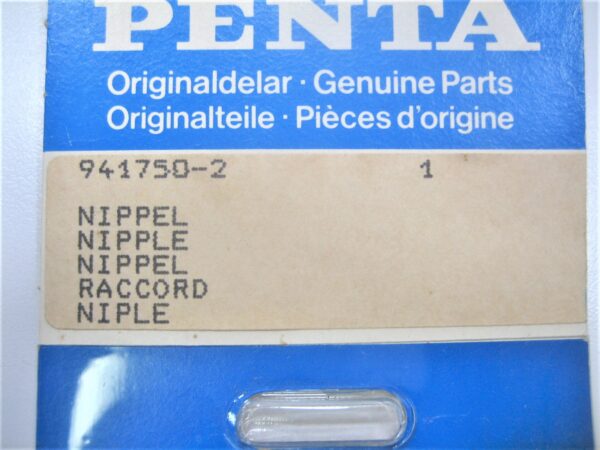 PENTA
Originaldelar · Genuine Parts
Originalteile · Pièces d'origine
941750-2 1
NIPPEL
NIPPLE
NIPPEL
RACCORD
NIPLE